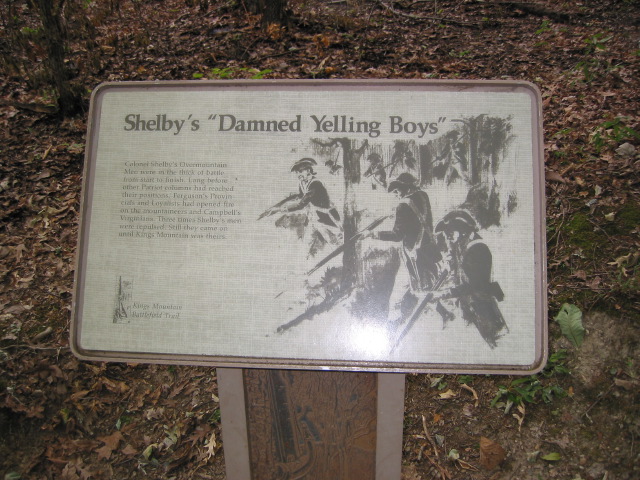 Shelby's "Damned Yelling Boys"
Colonel Shelby's Overmountain
Men were in the thick of battle
from start to finish. Long before
other Patriot columns had reached
their positions, Ferguson's Provin-
cials and Loyalists had opened fire
on the mountaineers and Campbell's
Virginians. Three times Shelby's men
were repulsed. Still they came on
until Kings Mountain was theirs.
Kings Mountain
Battlefield Trail